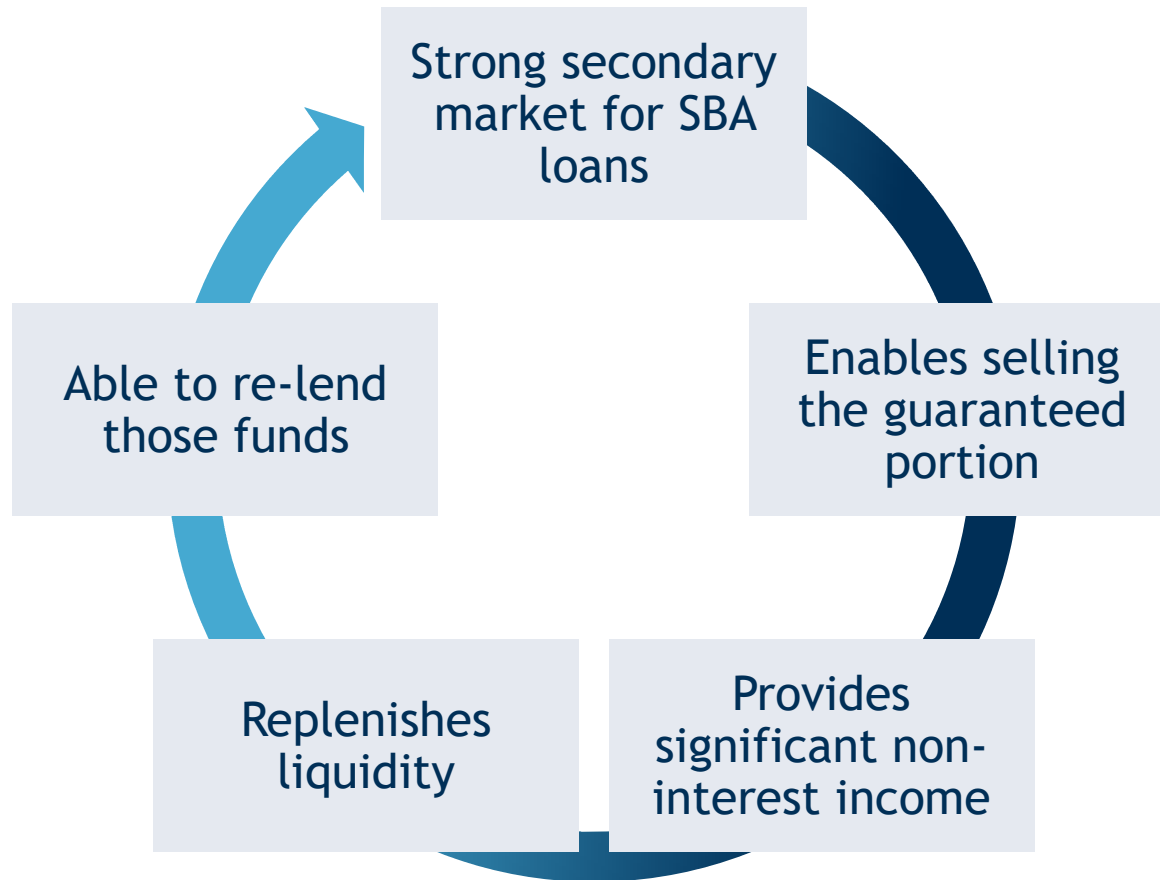 Strong secondary
market for SBA
loans
Enables selling
the guaranteed
portion
Provides
significant non-
interest income
Replenishes
liquidity
Able to re-lend
those funds